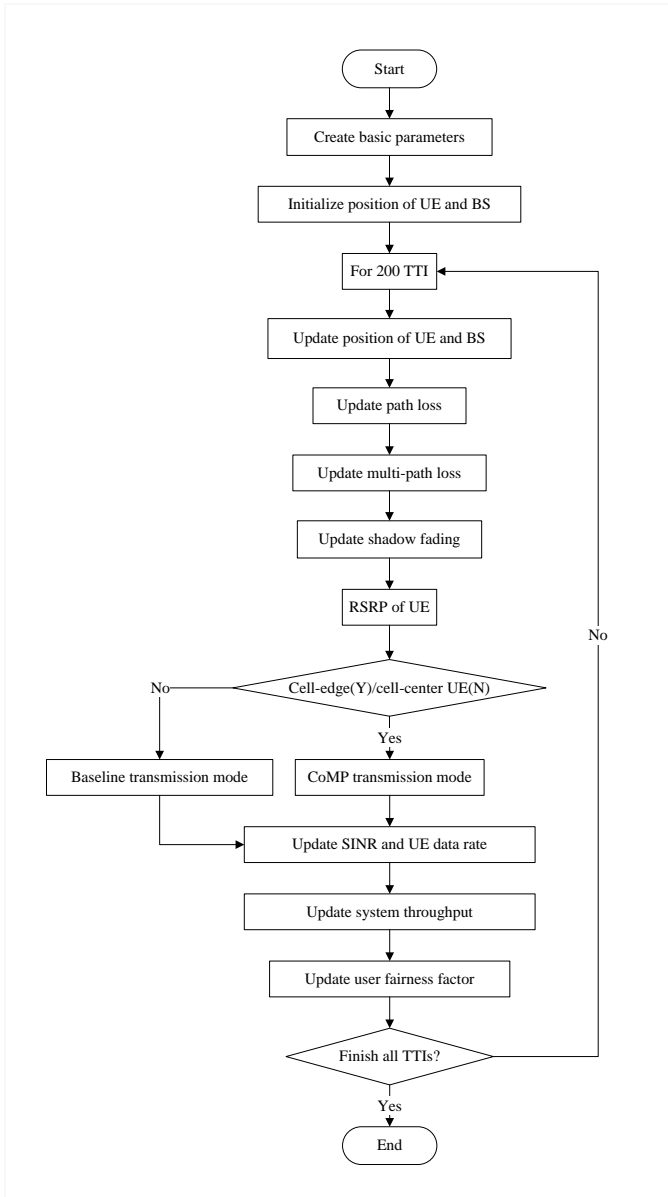 Start
Create basic parameters
Initialize position of UE and BS
For 200 TTI
Update position of UE and BS
Update path loss
Update multi-path loss
Update shadow fading
RSRP of UE
No
Cell-edge(Y)/cell-center UE(N)
No
Yes
Baseline transmission mode
CoMP transmission mode
Update SINR and UE data rate
Update system throughput
Update user fairness factor
Finish all TTIs?
Yes
End